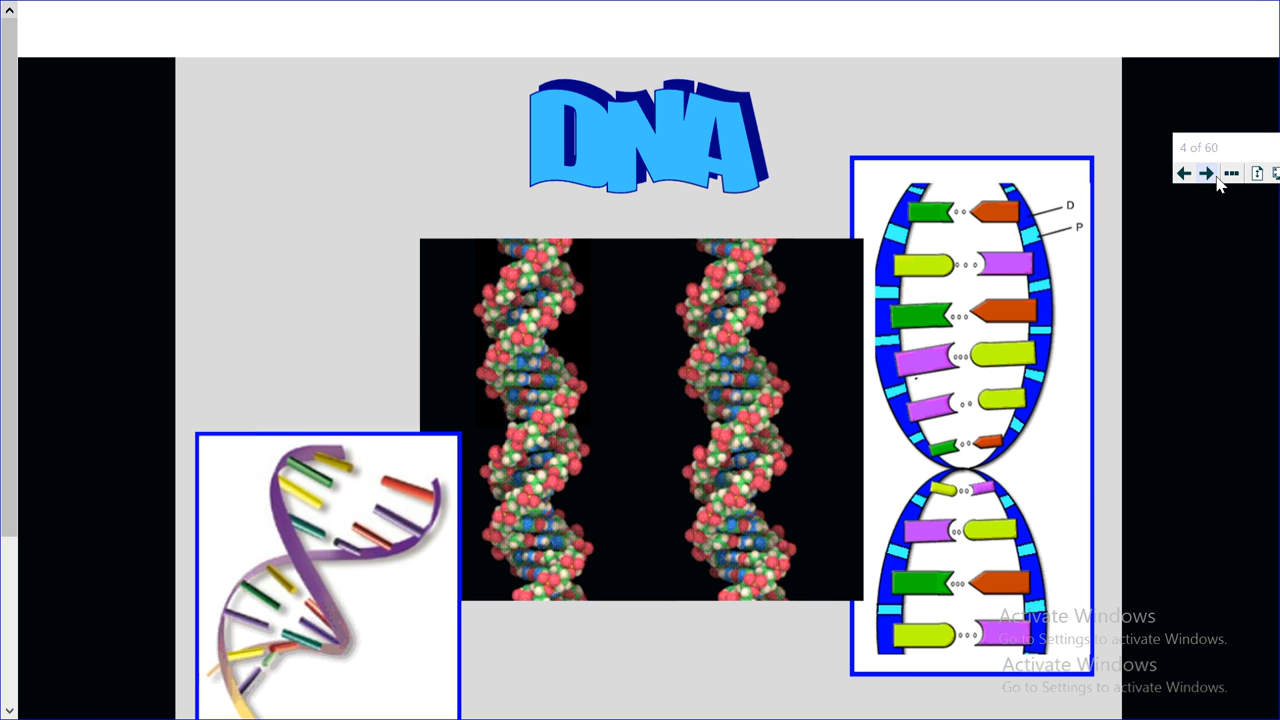 DNA
4 of 60
D
P
Activate Windows
Go to Settings to activate Windows.
Activate Windows
Go to Settings to activate Windows.